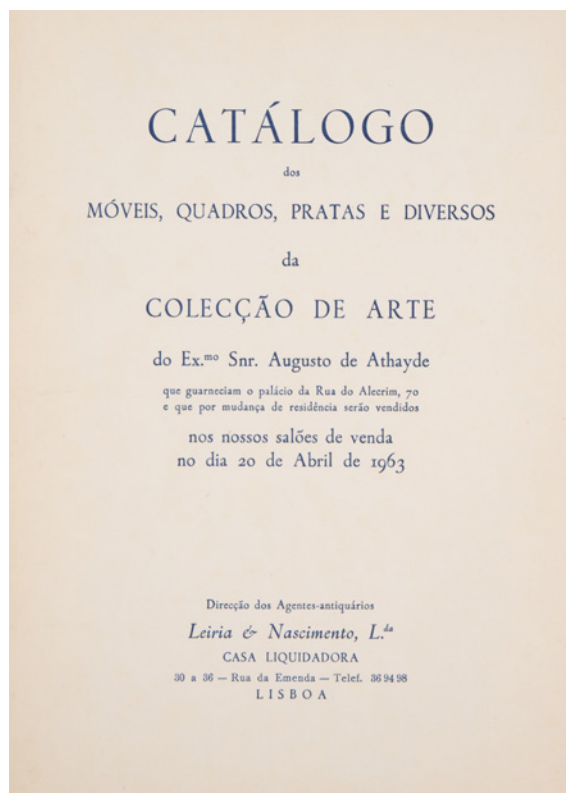 CATÁLOGO
dos
MÓVEIS, QUADROS, PRATAS E DIVERSOS
da
COLECÇÃO DE ARTE
do Ex.mo Snr. Augusto de Athayde
que guarneciam o palácio da Rua do Alecrim, 70
e que por mudança de residência serão vendidos
nos nossos salões de venda
no dia 20 de Abril de 1963
Direcção dos Agentes-antiquários
Leiria & Nascimento, L.da
CASA LIQUIDADORA
30 a 36 — Rua da Emenda — Telef. 36 94 98
LISBOA